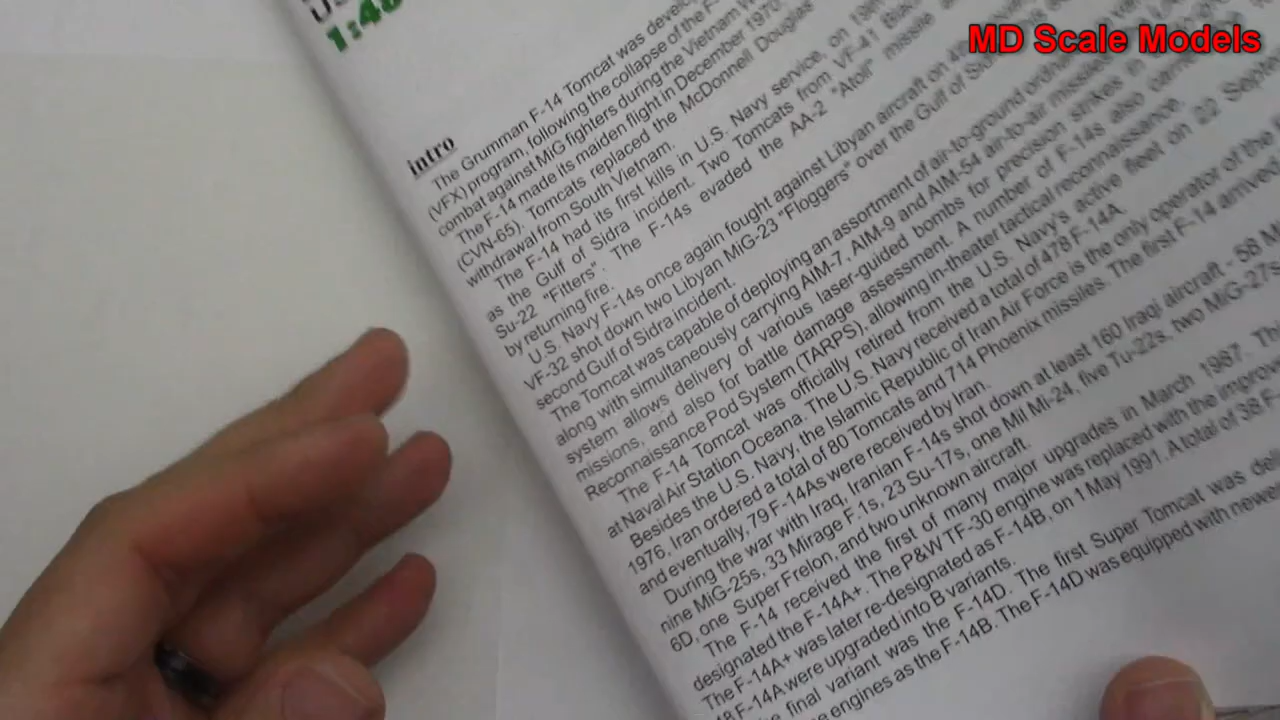 MD Scale Models
US
1:48
intro
The Grumman F-14 Tomcat was
(VFX) program, following the collapse of the
combat against MiG fighters during the Vietnam
The F-14 made its maiden flight in December 1970
(CVN-65). Tomcats replaced the McDonnell Douglas
withdrawal from South Vietnam.
The F-14 had its first kills in U.S. Navy service, on
as the Gulf of Sidra incident. Two Tomcats from VF-41
Su-22 "Fitters". The F-14s evaded the AA-2 "Atoll" missile
by returning fire.
U.S. Navy F-14s once again fought against Libyan aircraft on
VF-32 shot down two Libyan MiG-23 "Floggers" over the Gulf of
second Gulf of Sidra incident.
The Tomcat was capable of deploying an assortment of air-to-ground
along with simultaneously carrying AIM-7, AIM-9 and AIM-54 air-to-air
system allows delivery of various laser-guided bombs for precision strikes in
missions, and also for battle damage assessment. A number of F-14s also
Reconnaissance Pod System (TARPS), allowing in-theater tactical reconnaissance.
The F-14 Tomcat was officially retired from the U.S. Navy's active fleet on 22
at Naval Air Station Oceana. The U.S. Navy received a total of 478 F-14A.
Besides the U.S. Navy, the Islamic Republic of Iran Air Force is the only operator of the
1976, Iran ordered a total of 80 Tomcats and 714 Phoenix missiles. The first F-14 arrived
and eventually, 79 F-14As were received by Iran.
During the war with Iraq, Iranian F-14s shot down at least 160 Iraqi aircraft - 58
nine MiG-25s, 33 Mirage F.1s, 23 Su-17s, one Mil Mi-24, five Tu-22s, two MiG-27s
6D, one Super Frelon, and two unknown aircraft.
The F-14 received the first of many major upgrades in March 1987.
designated the F-14A+. The P&W TF-30 engine was replaced with the
The F-14A+ was later re-designated as F-14B, on 1 May 1991. A total of 38
48 F-14A were upgraded into B variants.
final variant was the F-14D. The first Super Tomcat was
engines as the F-14B. The F-14D was equipped with